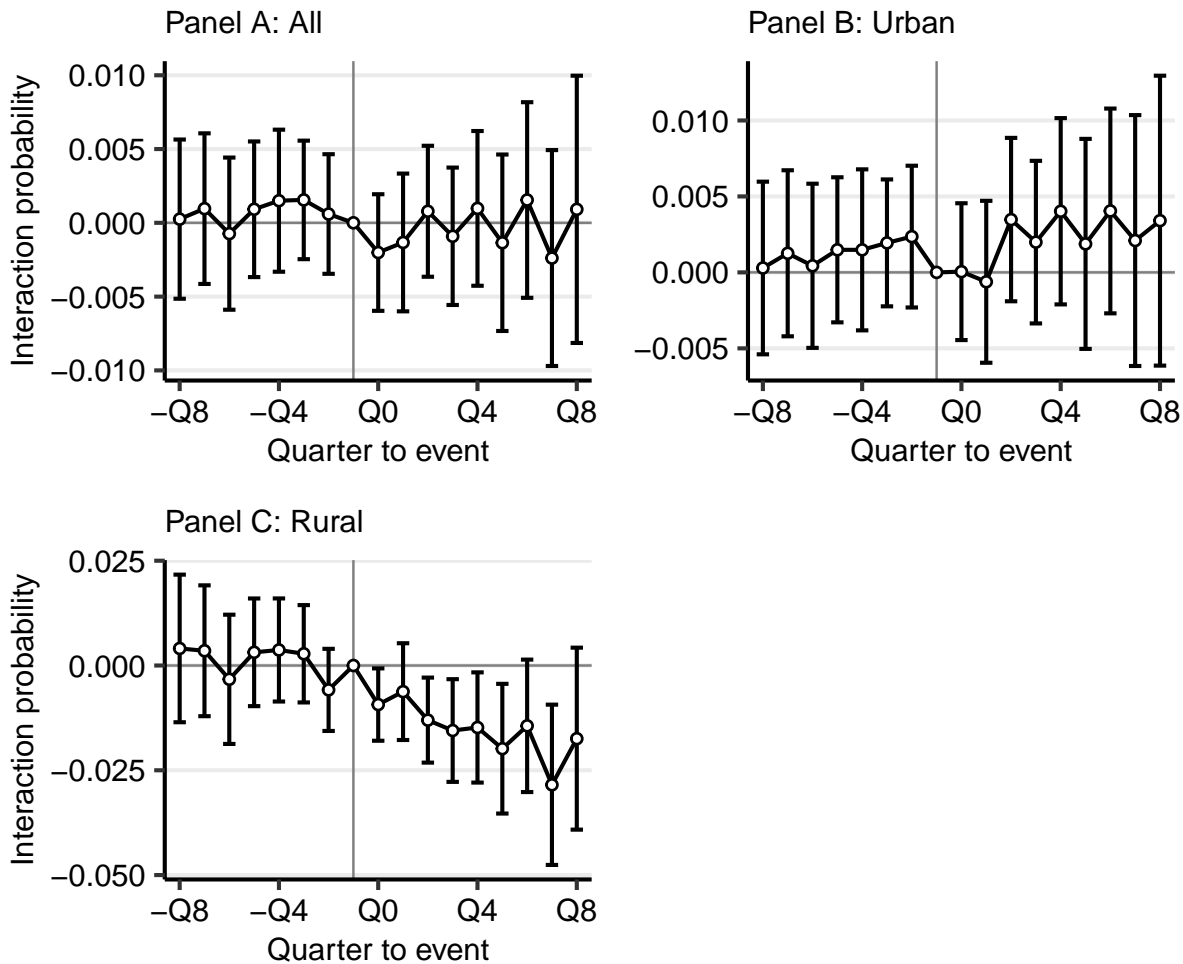 Panel A: All
Interaction probability
0.010
0.005
0.000
−0.005
−0.010
−Q8 −Q4 Q0 Q4 Q8
Quarter to event
Panel B: Urban
0.010
0.005
0.000
−0.005
−Q8 −Q4 Q0 Q4 Q8
Quarter to event
Panel C: Rural
Interaction probability
0.025
0.000
−0.025
−0.050
−Q8 −Q4 Q0 Q4 Q8
Quarter to event